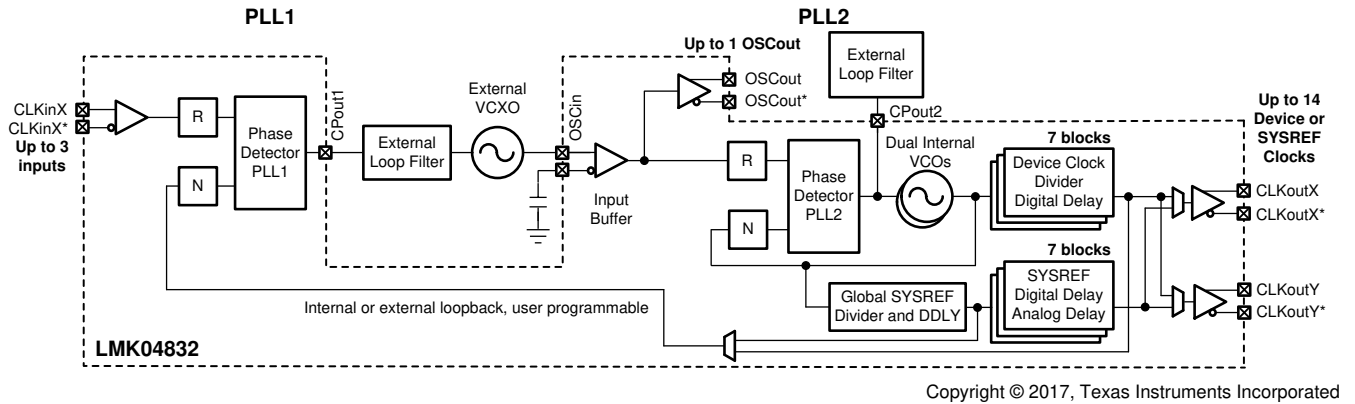 PLL1
PLL2
Up to 1 OSCout
External
Loop Filter
OSCout
OSCout*
CPout2
CLKinX
CLKinX*
Up to 3
inputs
R
N
Phase
Detector
PLL1
CPout1
External
Loop Filter
External
VCXO
OSCin
Input
Buffer
R
N
Phase
Detector
PLL2
Dual Internal
VCOs
7 blocks
Device Clock
Divider
Digital Delay
7 blocks
SYSREF
Digital Delay
Analog Delay
Global SYSREF
Divider and DDLY
Up to 14
Device or
SYSREF
Clocks
CLKoutX
CLKoutX*
CLKoutY
CLKoutY*
Internal or external loopback, user programmable
LMK04832
Copyright © 2017, Texas Instruments Incorporated